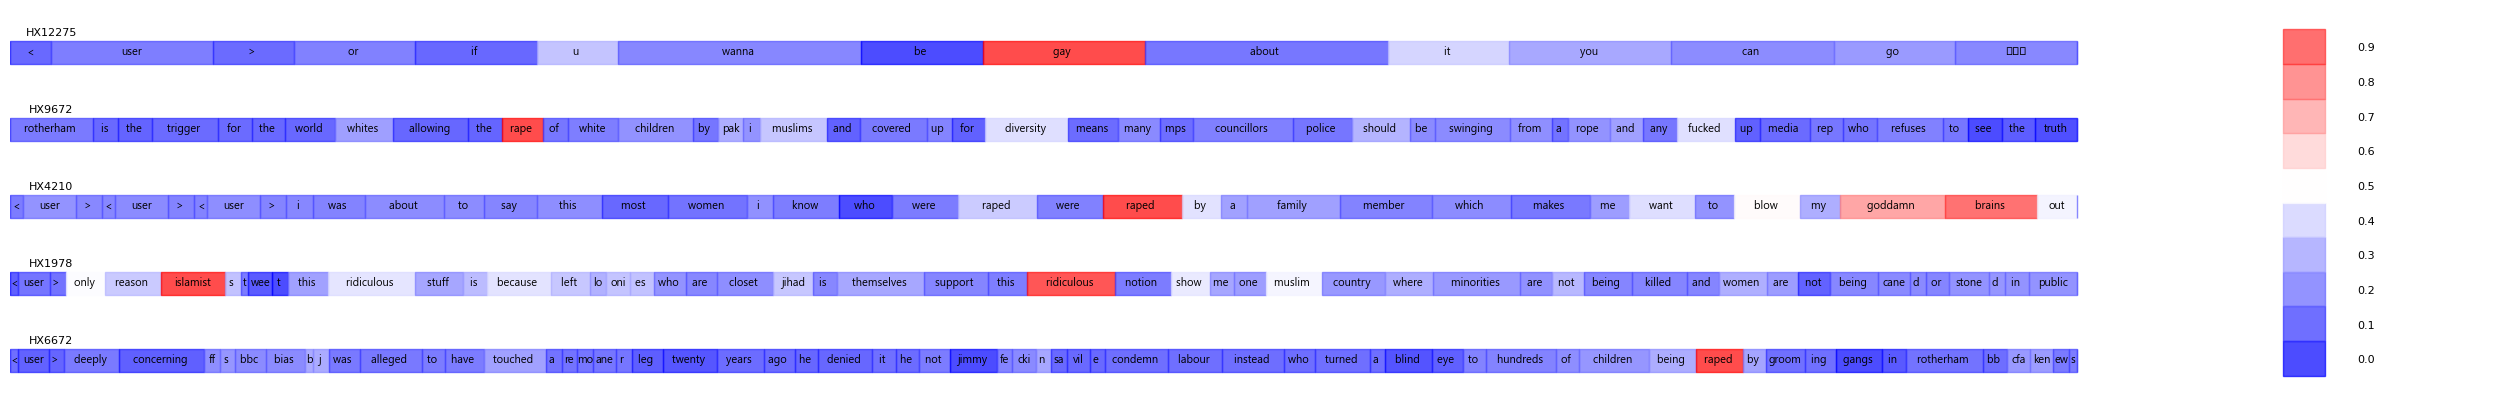 HX12275
< user > or if u wanna be gay about it you can go
0.9
HX9672
0.8
rotherham is the trigger for the world whites allowing the rape of white children by pak i muslims and covered up for diversity means many mps councillors police should be swinging from a rope and any fucked up media rep who refuses to see the truth
0.7
0.6
HX4210
0.5
< user > < user > < user > i was about to say this most women i know who were raped were raped by a family member which makes me want to blow my goddamn brains out
0.4
HX1978
0.3
< user > only reason islamist s t wee t this ridiculous stuff is because left lo oni es who are closet jihad is themselves support this ridiculous notion show me one muslim country where minorities are not being killed and women are not being cane d or stone d in public
0.2
0.1
HX6672
< user > deeply concerning ff s bbc bias b j was alleged to have touched a re mo ane r leg twenty years ago he denied it he not jimmy fe cki n sa vil e condemn labour instead who turned a blind eye to hundreds of children being raped by groom ing gangs in rotherham bb cfa ken ew s
0.0